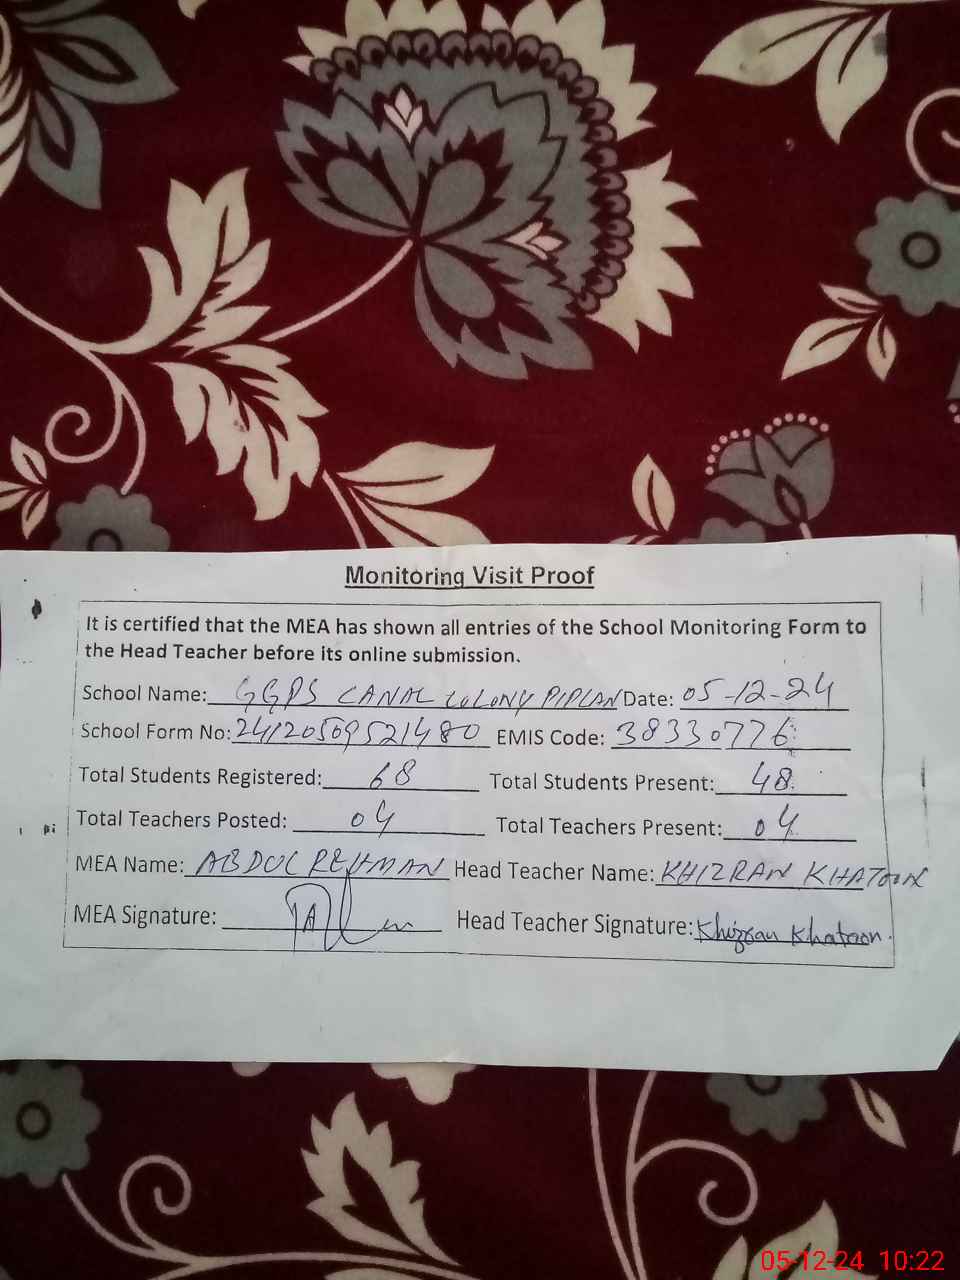 Monitoring Visit Proof
It is certified that the MEA has shown all entries of the School Monitoring Form to
the Head Teacher before its online submission.
School Name: GGPS CANAL COLONY PIPLAN Date: 05-12-24
School Form No: 24120509521480 EMIS Code: 38330776
Total Students Registered: 68 Total Students Present: 48
Total Teachers Posted: 04 Total Teachers Present: 04
MEA Name: ABDUL REHMAN Head Teacher Name: KHIZRAN KHATOON
MEA Signature: Head Teacher Signature: Khizran Khatoon.
05-12-24 10:22